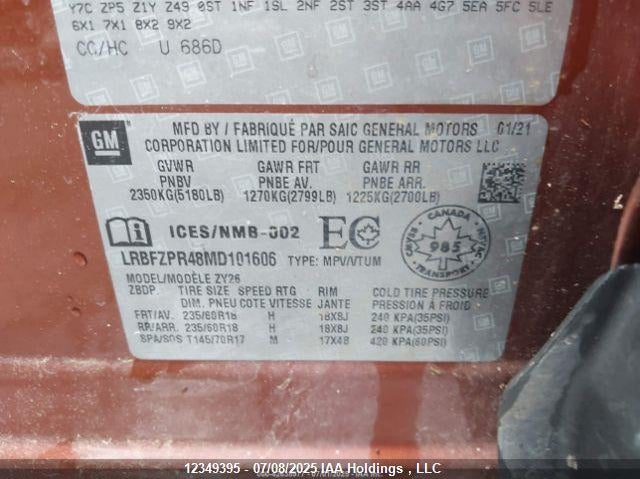 Y7C ZP5 Z1Y Z49 0ST 1NF 1SL 2NF 2ST 3ST 4AA 4G7 5EA 5FC 5LE
6X1 7X1 8X2 9X2
CC/HC U 686D
GM
MFD BY / FABRIQUÉ PAR SAIC GENERAL MOTORS 01/21
CORPORATION LIMITED FOR/POUR GENERAL MOTORS LLC
GVWR GAWR FRT GAWR RR
PNBV PNBE AV. PNBE ARR.
2350KG(5180LB) 1270KG(2799LB) 1225KG(2700LB)
ICES/NMB-002 EC
CANADA
985
LRBFZPR48MD101606 TYPE: MPV/VTUM
MODEL/MODÈLE ZY26
ZBDP TIRE SIZE SPEED RTG RIM COLD TIRE PRESSURE
DIM. PNEU COTE VITESSE JANTE PRESSION À FROID
FRT/AV. 235/60R18 H 18X8J 240 KPA(35PSI)
RR/ARR. 235/60R18 H 18X8J 240 KPA(35PSI)
SPA/SOS T145/70R17 M 17X4B 420 KPA(60PSI)
12349395 - 07/08/2025 IAA Holdings , LLC